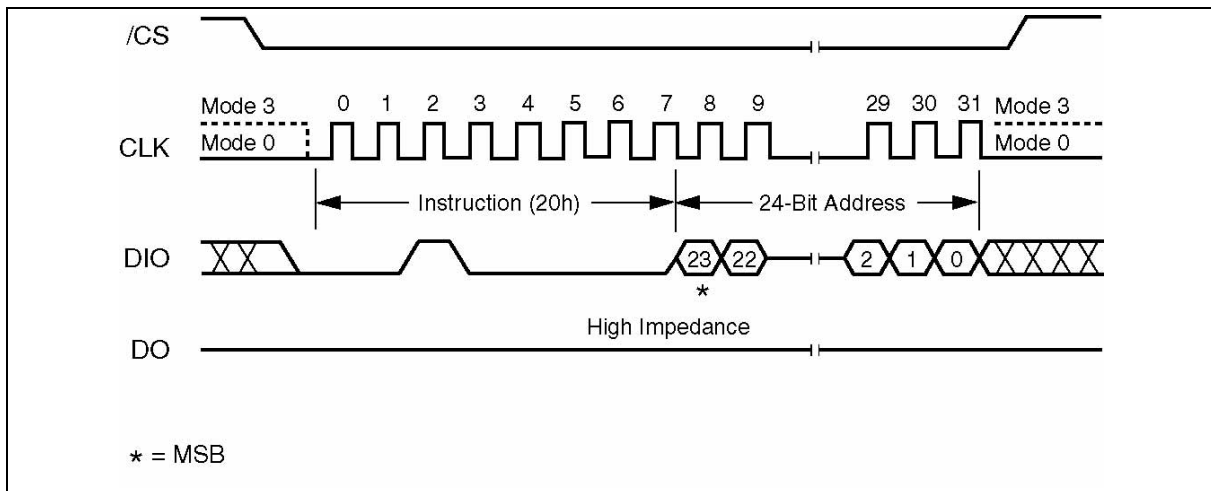 /CS
Mode 3 0 1 2 3 4 5 6 7 8 9 29 30 31 Mode 3
CLK Mode 0 Mode 0
Instruction (20h) 24-Bit Address
DIO 23 22 2 1 0
*
High Impedance
DO
* = MSB